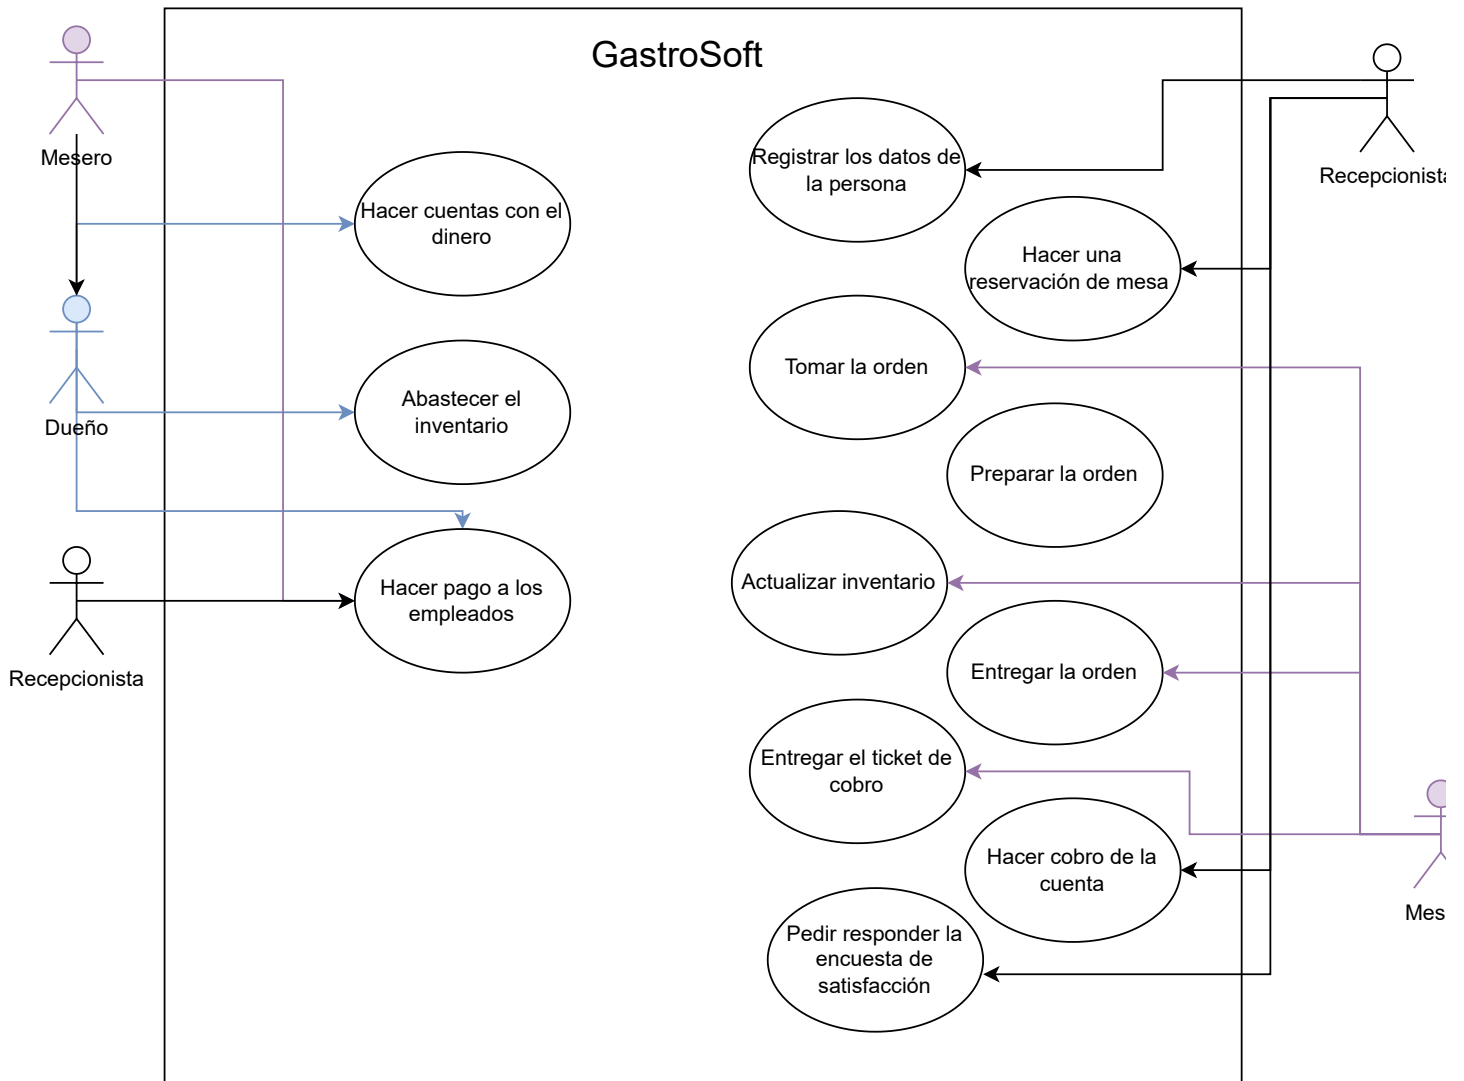 GastroSoft
Mesero
Hacer cuentas con el
dinero
Dueño
Abastecer el
inventario
Recepcionista
Hacer pago a los
empleados
Registrar los datos de
la persona
Recepcionista
Hacer una
reservación de mesa
Tomar la orden
Preparar la orden
Actualizar inventario
Entregar la orden
Entregar el ticket de
cobro
Hacer cobro de la
cuenta
Mes
Pedir responder la
encuesta de
satisfacción